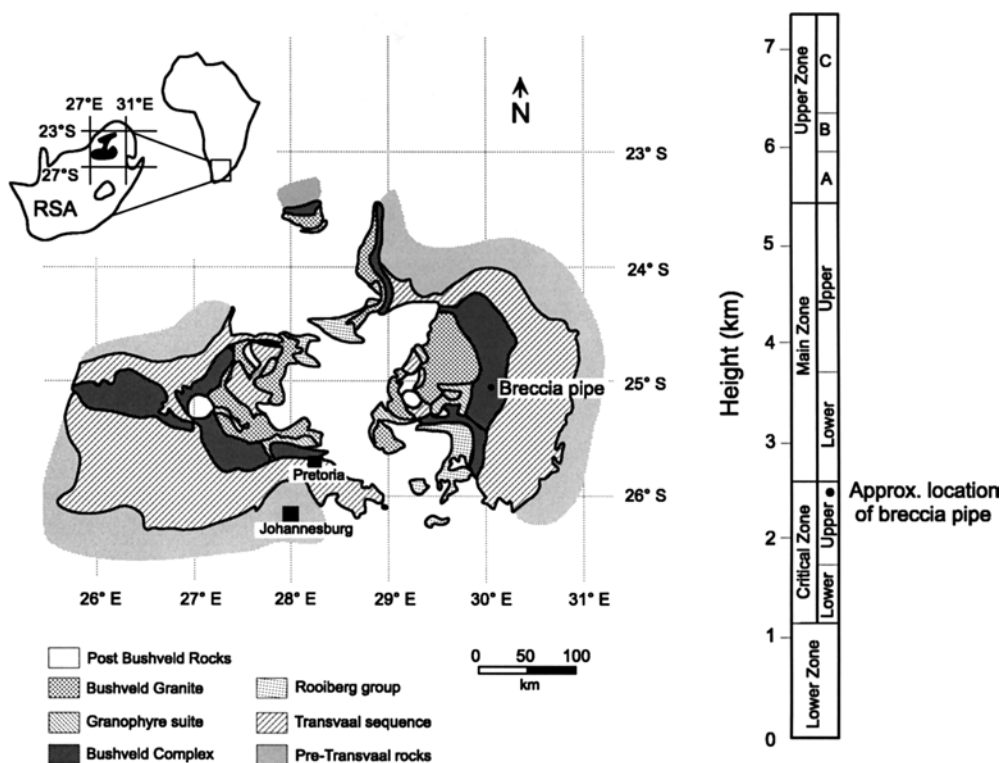 27°E 31°E
23°S
27°S
RSA
N
23° S
24° S
25° S
26° S
Breccia pipe
Pretoria
Johannesburg
26° E 27° E 28° E 29° E 30° E 31° E
Post Bushveld Rocks
Bushveld Granite
Granophyre suite
Bushveld Complex
Rooiberg group
Transvaal sequence
Pre-Transvaal rocks
0 50 100
km
Height (km)
7
6
5
4
3
2
1
0
Upper Zone
C
B
A
Main Zone
Upper
Lower
Critical Zone
Upper
Lower
Lower Zone
Approx. location
of breccia pipe